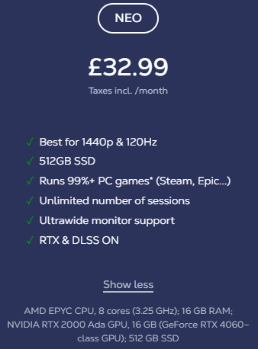 NEO
£32.99
Taxes incl. /month
✓ Best for 1440p & 120Hz
✓ 512GB SSD
✓ Runs 99%+ PC games* (Steam, Epic...)
✓ Unlimited number of sessions
✓ Ultrawide monitor support
✓ RTX & DLSS ON
Show less
AMD EPYC CPU, 8 cores (3.25 GHz); 16 GB RAM;
NVIDIA RTX 2000 Ada GPU, 16 GB (GeForce RTX 4060–
class GPU); 512 GB SSD